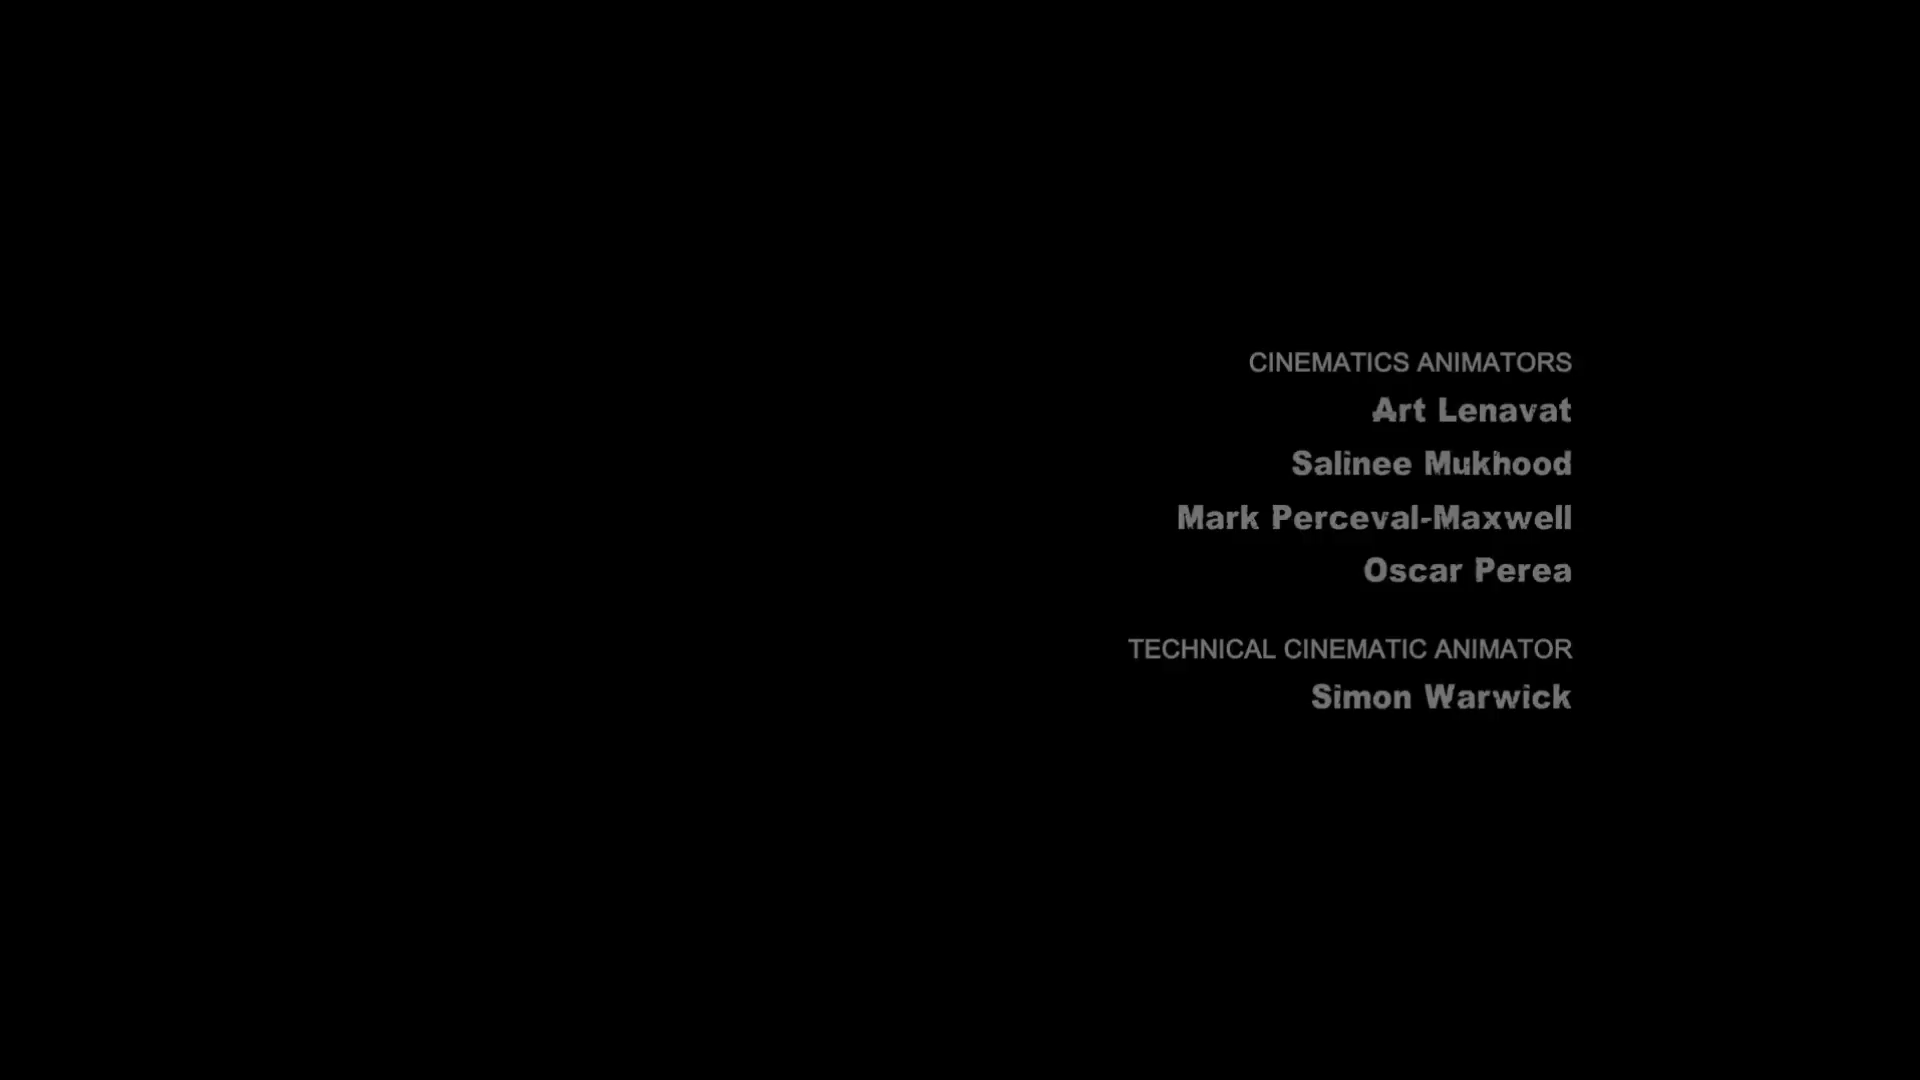 CINEMATICS ANIMATORS
Art Lenavat
Salinee Mukhood
Mark Perceval-Maxwell
Oscar Perea
TECHNICAL CINEMATIC ANIMATOR
Simon Warwick